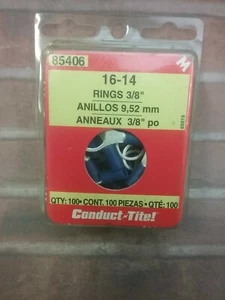 85406
16-14
RINGS 3/8"
ANILLOS 9,52 mm
ANNEAUX 3/8" po
Conduct-Tite!
QTY: 100• CONT. 100 PIEZAS • QTÉ: 100